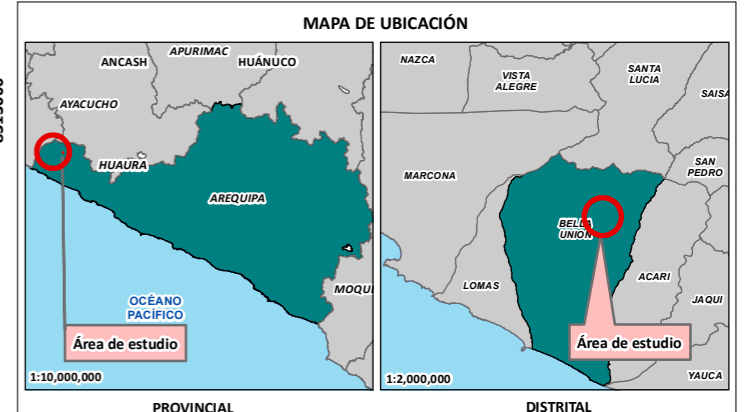 MAPA DE UBICACIÓN
APURIMAC
ANCASH
HUÁNUCO
AYACUCHO
HUAURA
AREQUIPA
MOQUI
OCÉANO
PACÍFICO
Área de estudio
1:10,000,000
PROVINCIAL
NAZCA
VISTA
ALEGRE
SANTA
LUCIA
SAISA
MARCONA
SAN
PEDRO
BELLA
UNIÓN
LOMAS
ACARI
JAQUI
Área de estudio
1:2,000,000
YAUCA
DISTRITAL